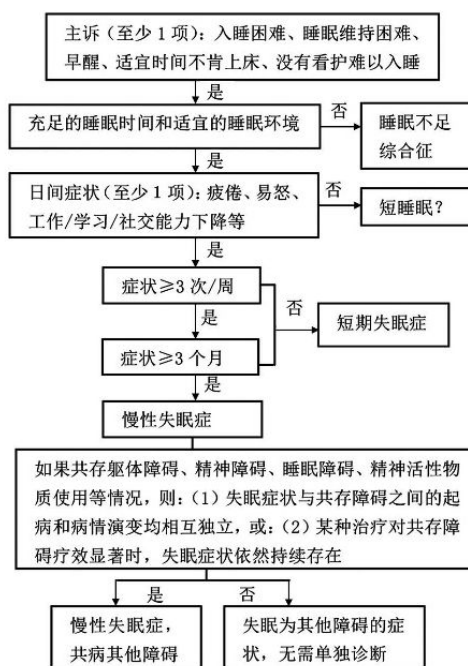 主诉（至少1项）：入睡困难、睡眠维持困难、
早醒、适宜时间不肯上床、没有看护难以入睡
是
充足的睡眠时间和适宜的睡眠环境
否
睡眠不足
综合征
是
日间症状（至少1项）：疲倦、易怒、
工作/学习/社交能力下降等
否
短睡眠？
是
症状≥3次/周
是
否
短期失眠症
症状≥3个月
是
慢性失眠症
如果共存躯体障碍、精神障碍、睡眠障碍、精神活性物
质使用等情况，则：（1）失眠症状与共存障碍之间的起
病和病情演变均相互独立，或：（2）某种治疗对共存障
碍疗效显著时，失眠症状依然持续存在
是
否
慢性失眠症，
共病其他障碍
失眠为其他障碍的症
状，无需单独诊断